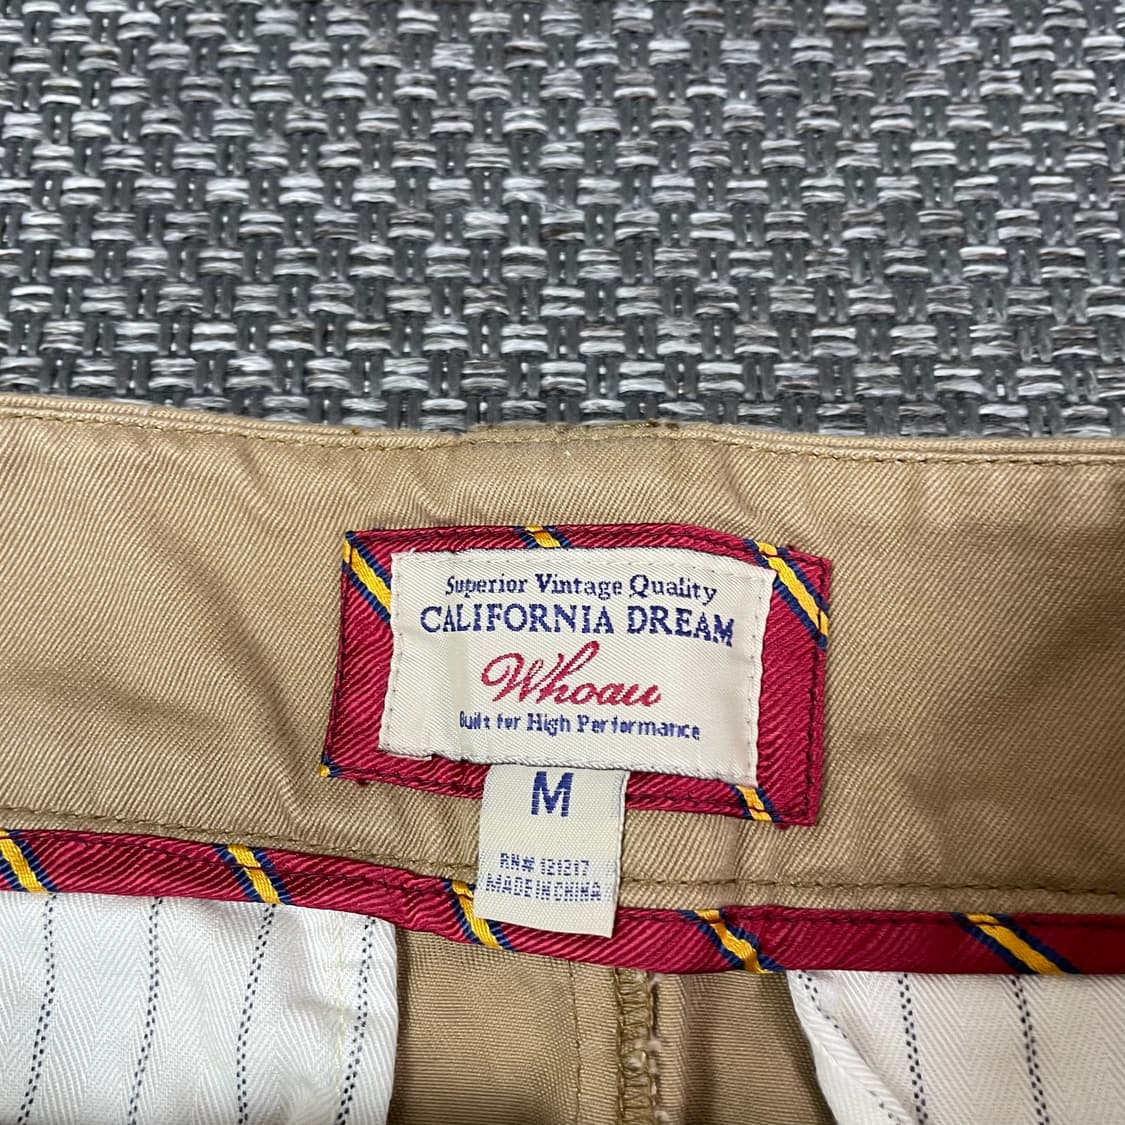 Superior Vintage Quality
CALIFORNIA DREAM
Whoau
Built for High Performance
M
RN# 121217
MADE IN CHINA